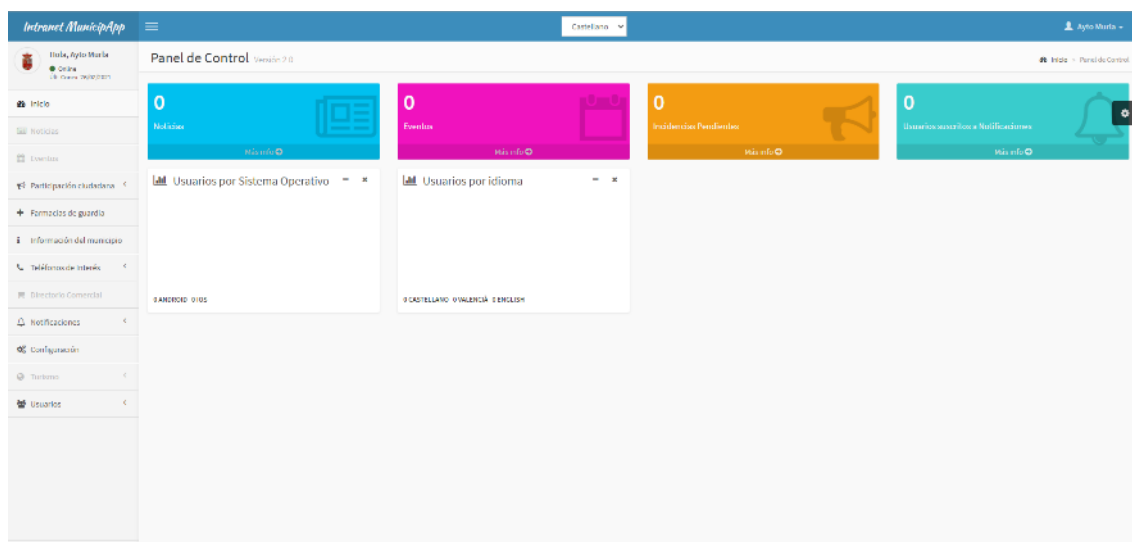 Intranet MunicipApp
Castellano
Ayto Murla
Hola, Ayto Murla
Online
Panel de Control Versión 2.0
Inicio > Panel de Control
Inicio
Noticias
Eventos
Participación ciudadana
Farmacias de guardia
Información del municipio
Teléfonos de Interés
Directorio Comercial
Notificaciones
Configuración
Turismo
Usuarios
0
Noticias
Más info
0
Eventos
Más info
0
Incidencias Pendientes
Más info
0
Usuarios suscritos a Notificaciones
Más info
Usuarios por Sistema Operativo
0 ANDROID 0 IOS
Usuarios por idioma
0 CASTELLANO 0 VALENCIÀ 0 ENGLISH